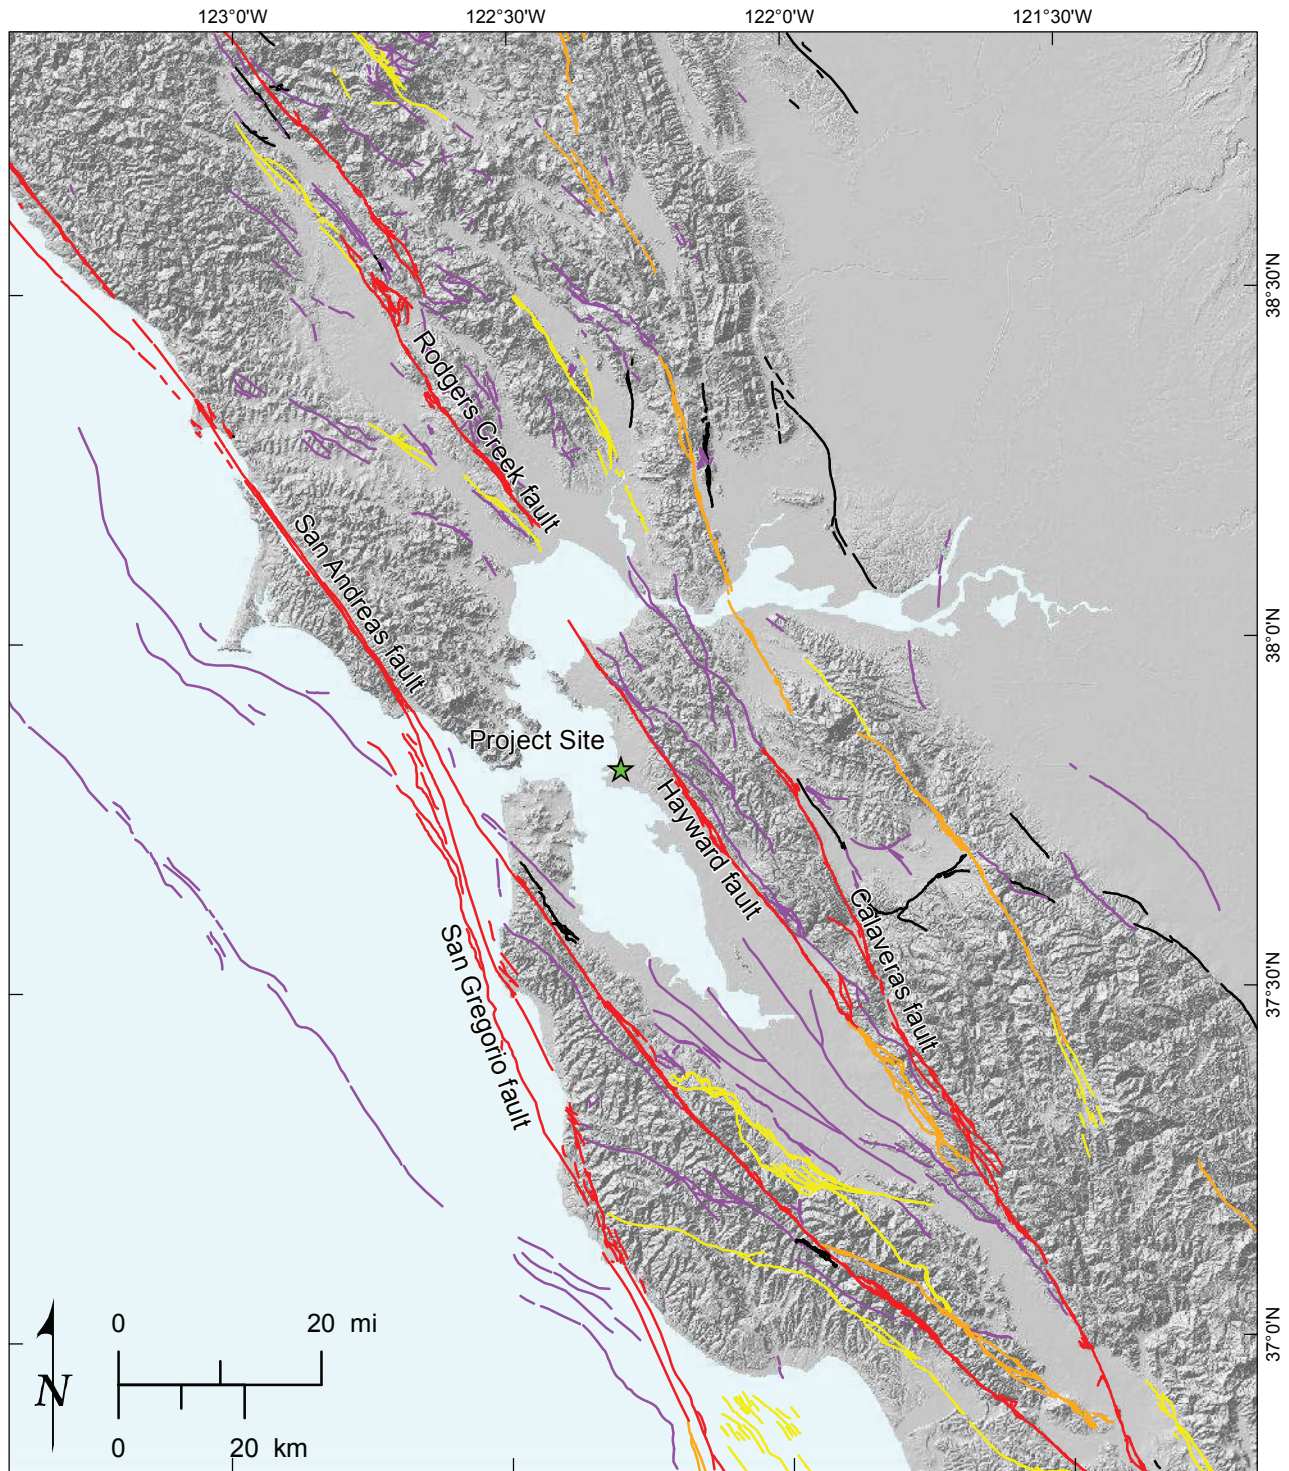 123°0'W
122°30'W
122°0'W
121°30'W
38°30'N
Rodgers Creek fault
San Andreas fault
38°0'N
Project Site
Hayward fault
Calaveras fault
San Gregorio fault
37°30'N
37°0'N
0 20 mi
N
0 20 km